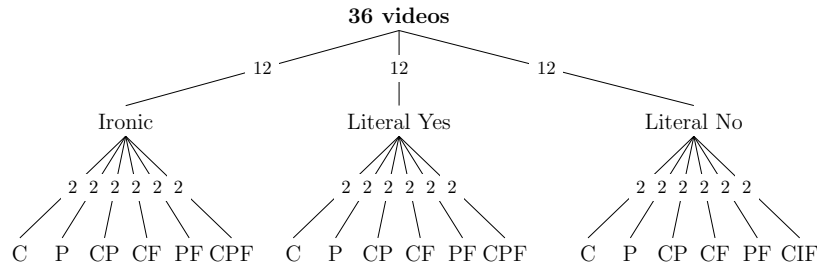 36 videos
12 12 12
Ironic Literal Yes Literal No
2 2 2 2 2 2 2 2 2 2 2 2 2 2 2 2 2 2
C P CP CF PF CPF C P CP CF PF CPF C P CP CF PF CIF